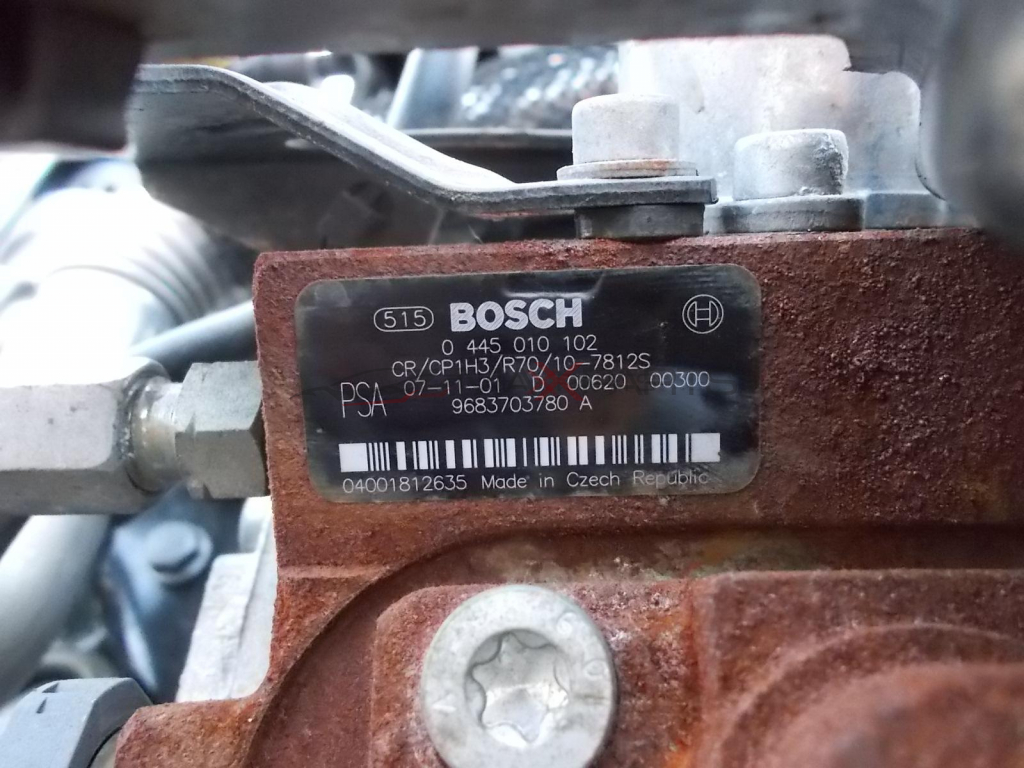 515 BOSCH H
0 445 010 102
CR/CP1H3/R70/10-7812S
PSA 07-11-01 D 00620 00300
9683703780 A
04001812635 Made in Czech Republic